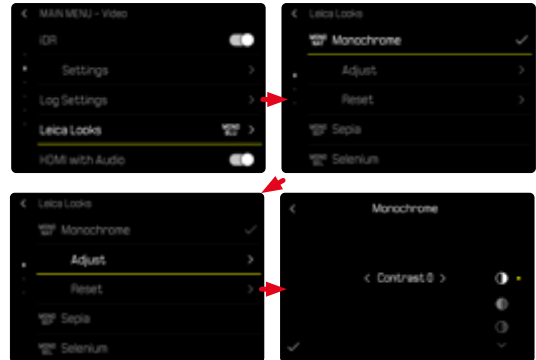 MAIN MENU - Video
iDR
Settings
Log Settings
Leica Looks
HDMI with Audio
Leica Looks
Monochrome
Adjust
Reset
Sepia
Selenium
Leica Looks
Monochrome
Adjust
Reset
Sepia
Selenium
Monochrome
Contrast 0